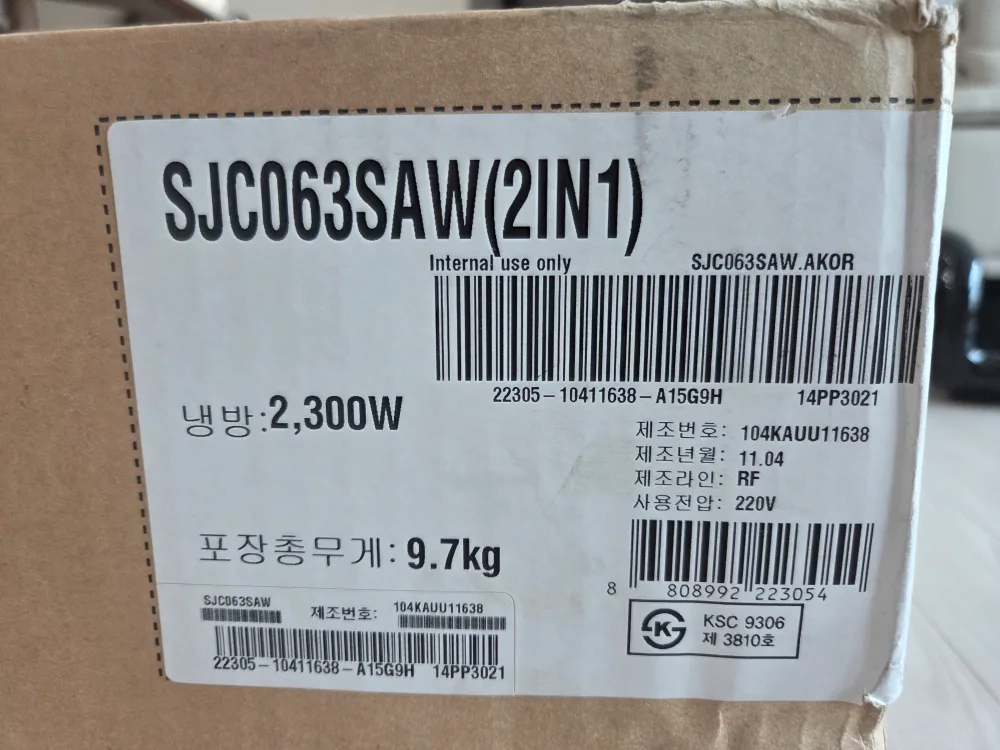 SJC063SAW(2IN1)
Internal use only
SJC063SAW.AKOR
22305-10411638-A15G9H 14PP3021
냉방:2,300W
제조번호: 104KAUU11638
제조년월: 11.04
제조라인: RF
사용전압: 220V
포장총무게: 9.7kg
8 808992 223054
KSC 9306
제 3810호
SJC063SAW 제조번호: 104KAUU11638
22305-10411638-A15G9H 14PP3021